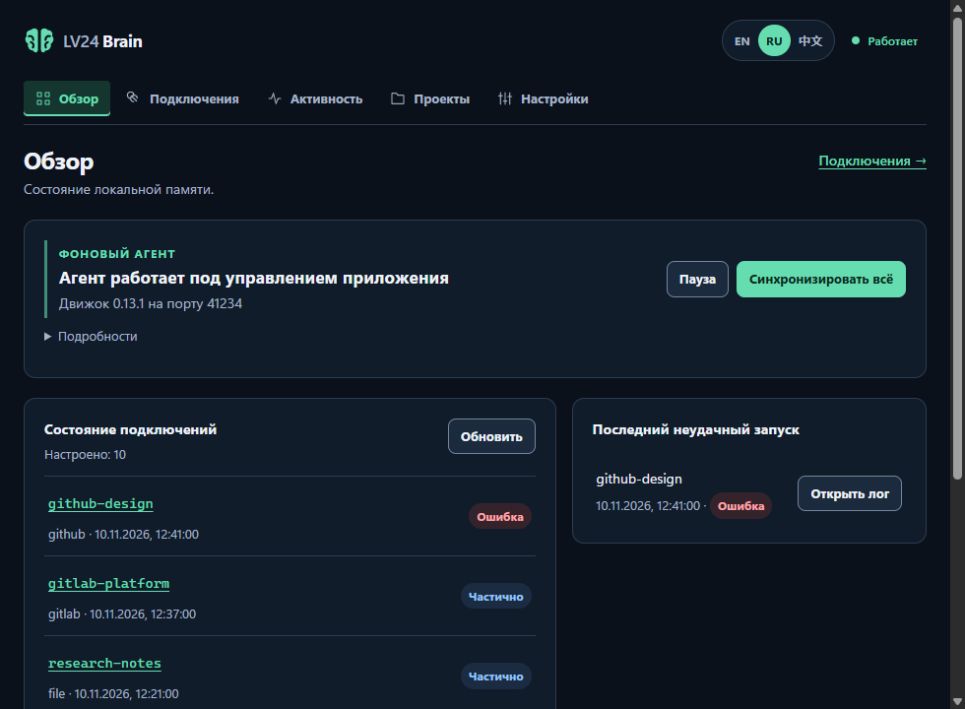 LV24 Brain
EN RU 中文
Работает
Обзор Подключения Активность Проекты Настройки
Обзор
Подключения →
Состояние локальной памяти.
ФОНОВЫЙ АГЕНТ
Агент работает под управлением приложения
Движок 0.13.1 на порту 41234
Пауза
Синхронизировать всё
Подробности
Состояние подключений
Настроено: 10
Обновить
github-design
github · 10.11.2026, 12:41:00
Ошибка
gitlab-platform
gitlab · 10.11.2026, 12:37:00
Частично
research-notes
file · 10.11.2026, 12:21:00
Частично
Последний неудачный запуск
github-design
10.11.2026, 12:41:00 · Ошибка
Открыть лог